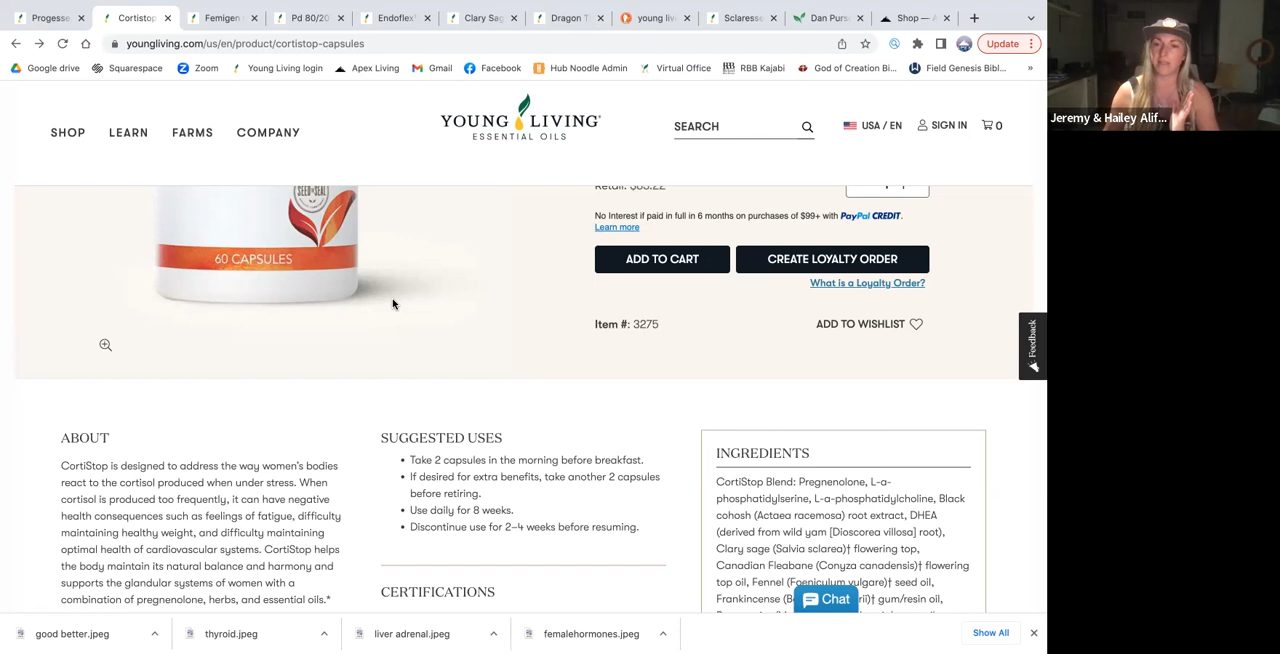 Progesse
Cortistop
Femigen
Pd 80/20
Endoflex
Clary Sag
Dragon T
young livi
Sclaresse
Dan Purs
Shop —
youngliving.com/us/en/product/cortistop-capsules
Update
Google drive
Squarespace
Zoom
Young Living login
Apex Living
Gmail
Facebook
Hub Noodle Admin
Virtual Office
RBB Kajabi
God of Creation Bi...
Field Genesis Bibl...
»
Jeremy & Hailey Alif...
SHOP
LEARN
FARMS
COMPANY
YOUNG LIVING
ESSENTIAL OILS
SEARCH
USA / EN
SIGN IN
0
SEED TO SEAL
60 CAPSULES
No Interest if paid in full in 6 months on purchases of $99+ with PayPal CREDIT.
Learn more
ADD TO CART
CREATE LOYALTY ORDER
What is a Loyalty Order?
Item #: 3275
ADD TO WISHLIST
Feedback
ABOUT
CortiStop is designed to address the way women's bodies
react to the cortisol produced when under stress. When
cortisol is produced too frequently, it can have negative
health consequences such as feelings of fatigue, difficulty
maintaining healthy weight, and difficulty maintaining
optimal health of cardiovascular systems. CortiStop helps
the body maintain its natural balance and harmony and
supports the glandular systems of women with a
combination of pregnenolone, herbs, and essential oils.*
SUGGESTED USES
• Take 2 capsules in the morning before breakfast.
• If desired for extra benefits, take another 2 capsules
before retiring.
• Use daily for 8 weeks.
• Discontinue use for 2–4 weeks before resuming.
CERTIFICATIONS
INGREDIENTS
CortiStop Blend: Pregnenolone, L-a-
phosphatidylserine, L-a-phosphatidylcholine, Black
cohosh (Actaea racemosa) root extract, DHEA
(derived from wild yam [Dioscorea villosa] root),
Clary sage (Salvia sclarea)† flowering top,
Canadian Fleabane (Conyza canadensis)† flowering
top oil, Fennel (Foeniculum vulgare)† seed oil,
Frankincense (Bo rii)† gum/resin oil,
Chat
good better.jpeg
thyroid.jpeg
liver adrenal.jpeg
femalehormones.jpeg
Show All